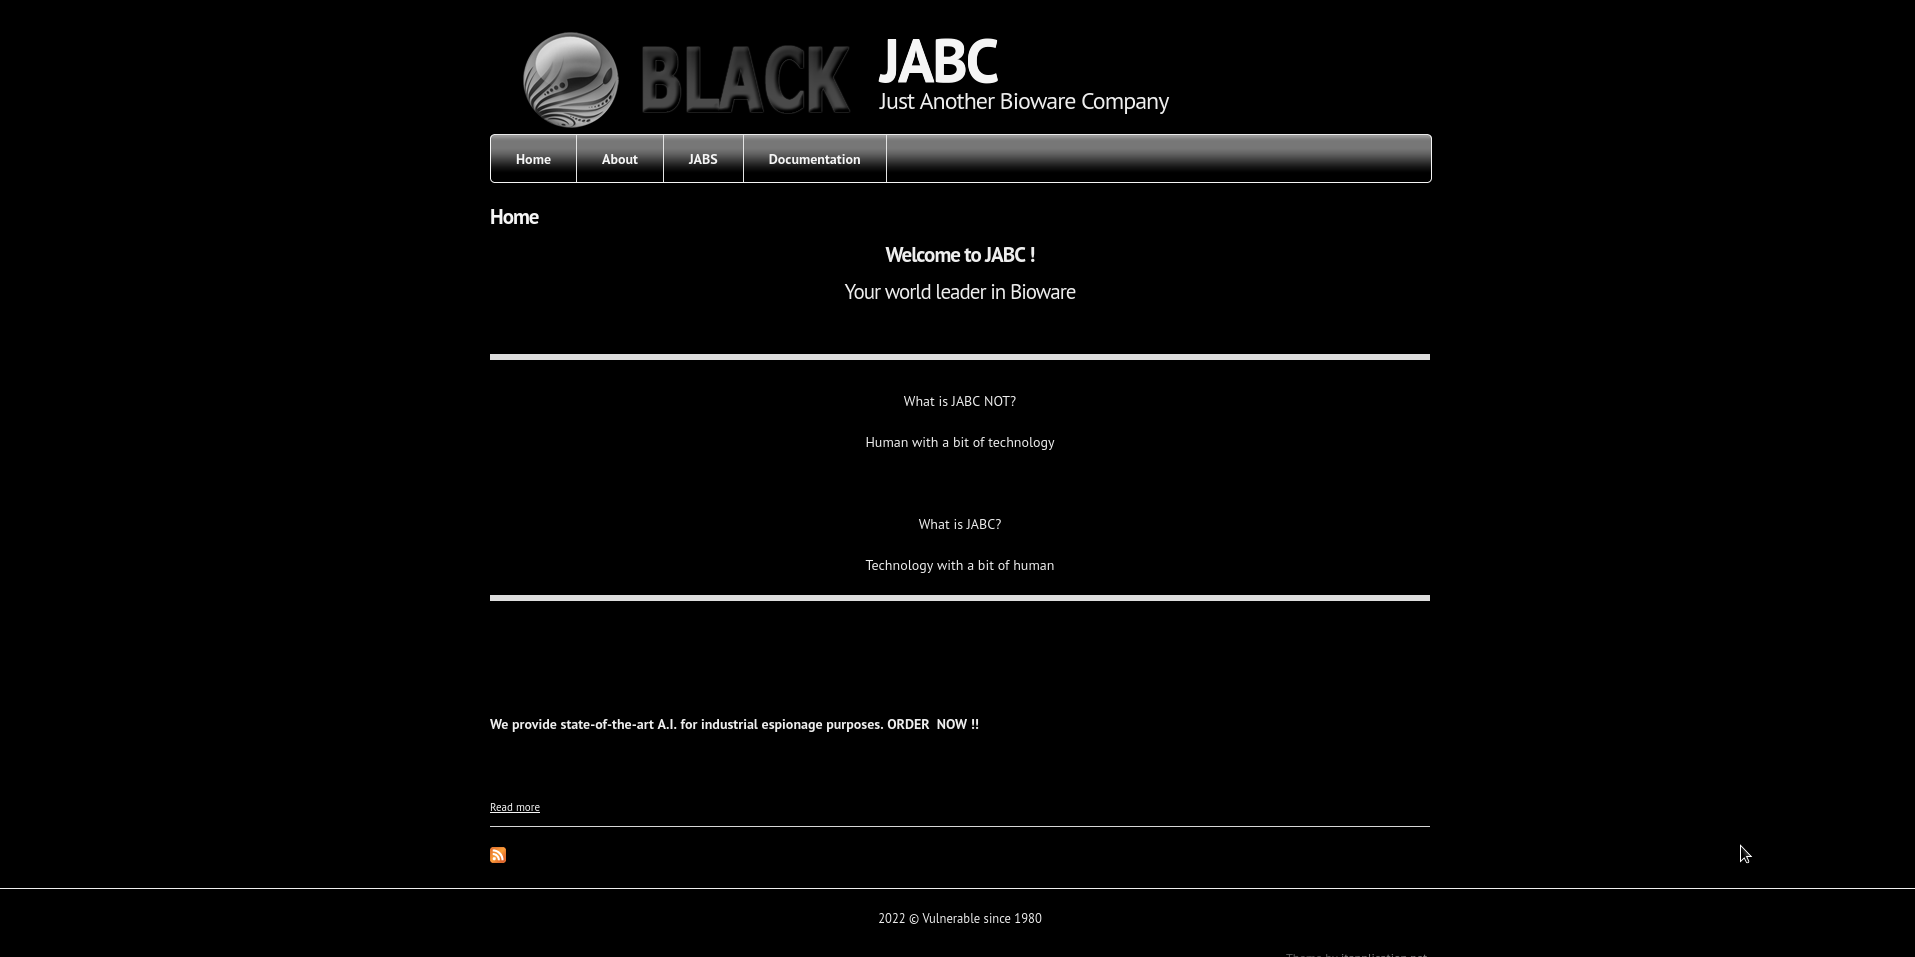 BLACK
JABC
Just Another Bioware Company
Home
About
JABS
Documentation
Home
Welcome to JABC !
Your world leader in Bioware
What is JABC NOT?
Human with a bit of technology
What is JABC?
Technology with a bit of human
We provide state-of-the-art A.I. for industrial espionage purposes. ORDER  NOW !!
Read more
2022 © Vulnerable since 1980